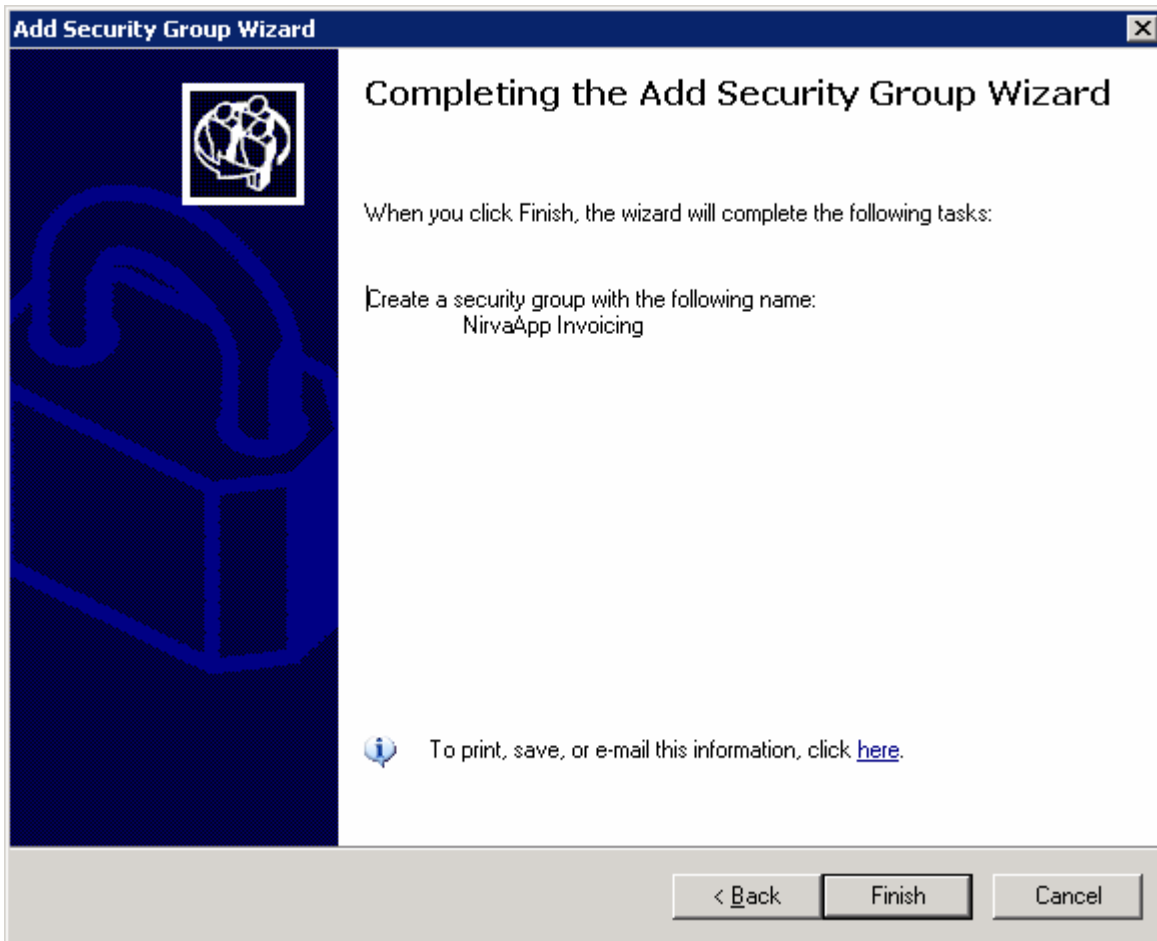 Add Security Group Wizard
Completing the Add Security Group Wizard
When you click Finish, the wizard will complete the following tasks:
Create a security group with the following name:
NirvaApp Invoicing
To print, save, or e-mail this information, click here.
< Back Finish Cancel